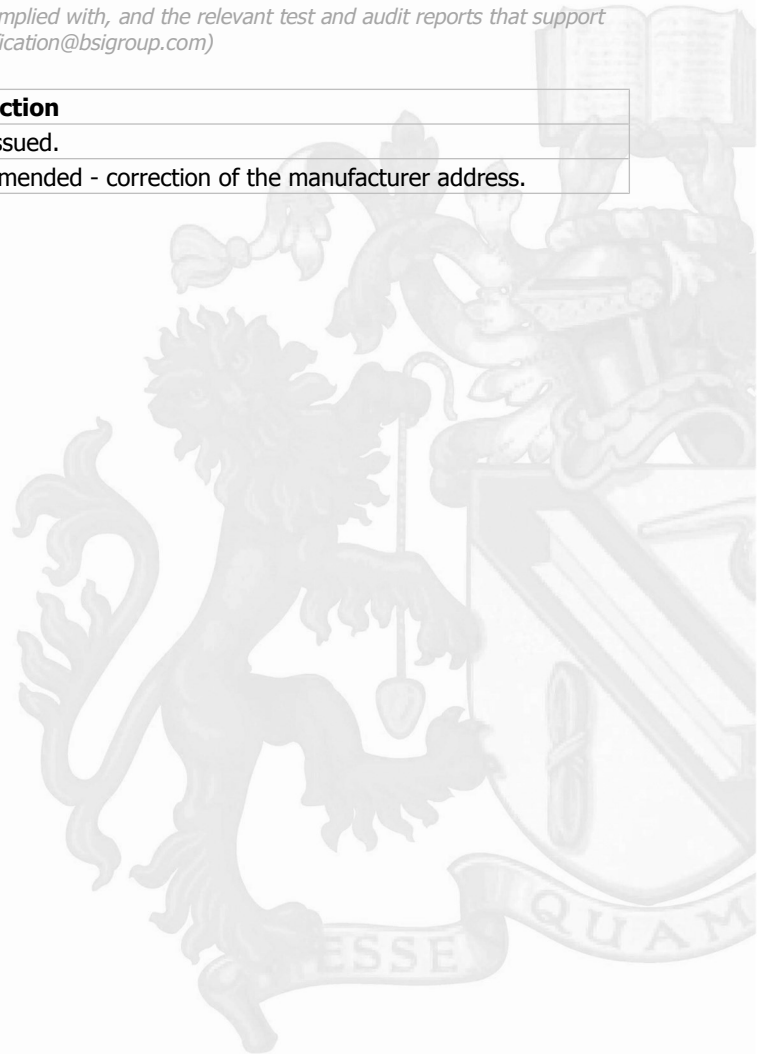 mplied with, and the relevant test and audit reports that support
fication@bsigroup.com)
ction
ssued.
mended - correction of the manufacturer address.
ESSE
QUAM